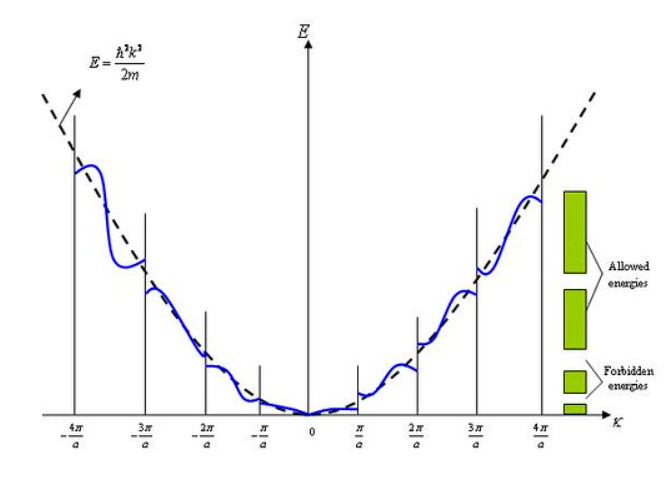 E
E = ħ²k²/2m
Allowed
energies
Forbidden
energies
-4π/a -3π/a -2π/a -π/a 0 π/a 2π/a 3π/a 4π/a K